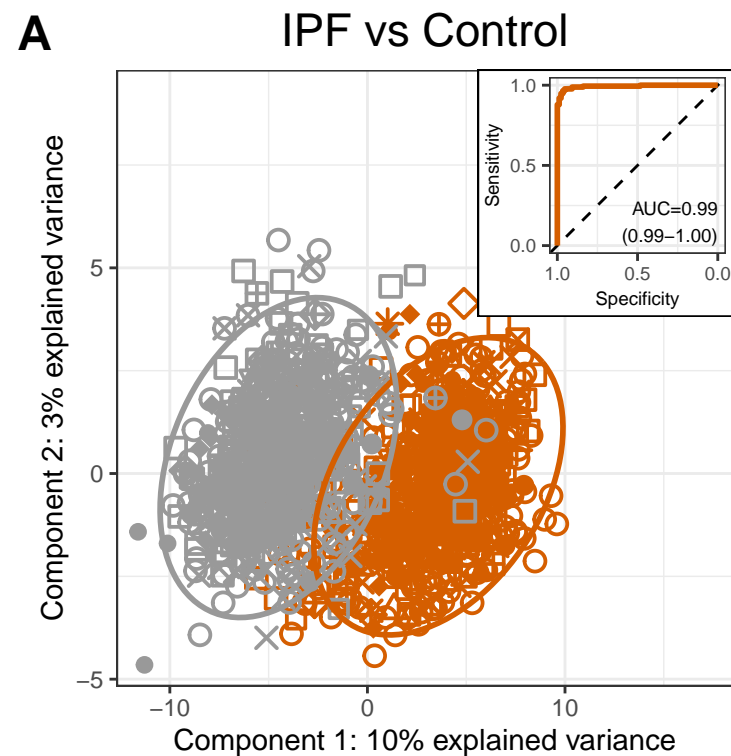 A
IPF vs Control
Component 2: 3% explained variance
5
0
−5
−10
0
10
Component 1: 10% explained variance
Sensitivity
1.0
0.5
0.0
AUC=0.99
(0.99−1.00)
1.0
0.5
0.0
Specificity